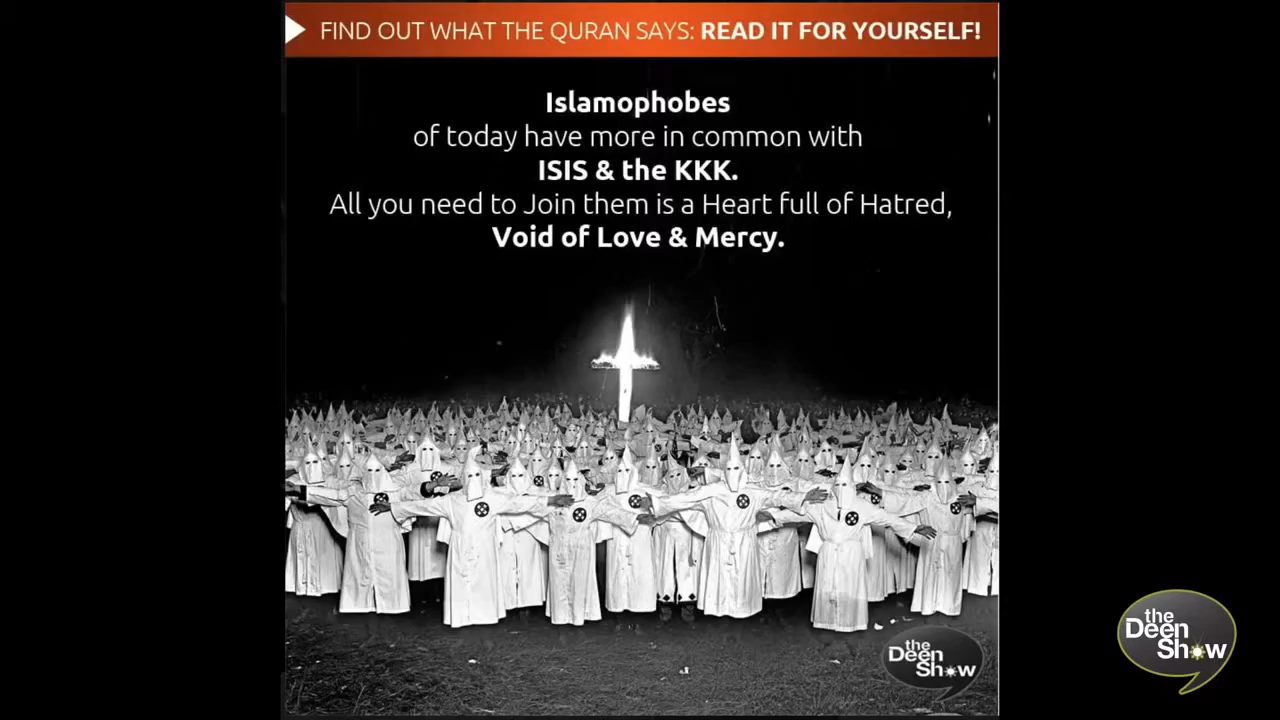 FIND OUT WHAT THE QURAN SAYS: READ IT FOR YOURSELF!
Islamophobes
of today have more in common with
ISIS & the KKK.
All you need to Join them is a Heart full of Hatred,
Void of Love & Mercy.
the
Deen
Show
the
Deen
Show